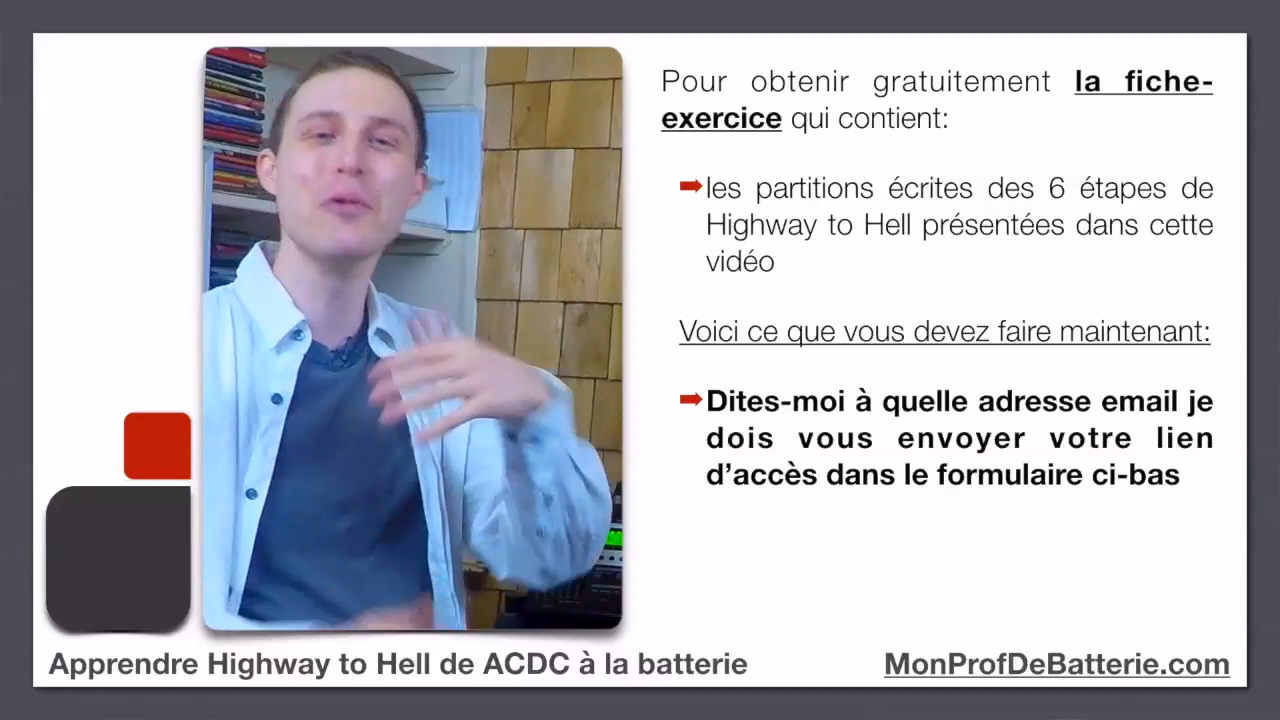 Pour obtenir gratuitement la fiche-
exercice qui contient:
les partitions écrites des 6 étapes de
Highway to Hell présentées dans cette
vidéo
Voici ce que vous devez faire maintenant:
Dites-moi à quelle adresse email je
dois vous envoyer votre lien
d’accès dans le formulaire ci-bas
Apprendre Highway to Hell de ACDC à la batterie
MonProfDeBatterie.com